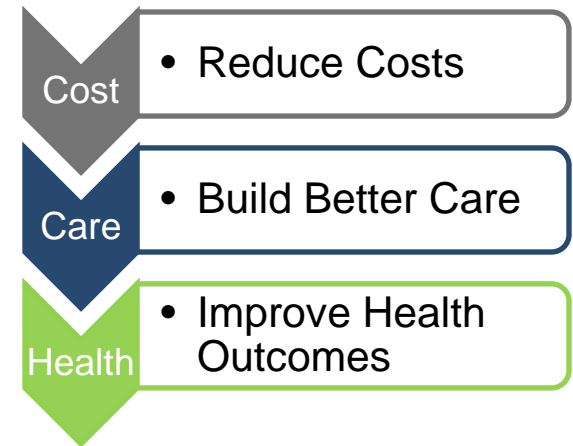 Cost
• Reduce Costs
Care
• Build Better Care
Health
• Improve Health
Outcomes